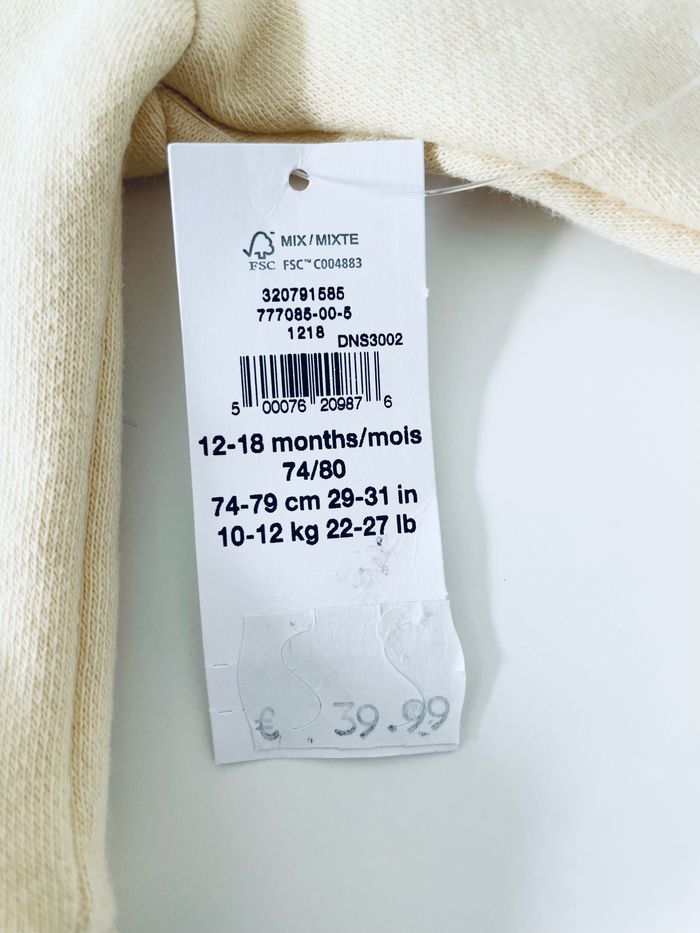 MIX / MIXTE
FSC FSC™ C004883
320791585
777085-00-5
1218
DNS3002
5 00076 20987 6
12-18 months/mois
74/80
74-79 cm 29-31 in
10-12 kg 22-27 lb
€ 39.99